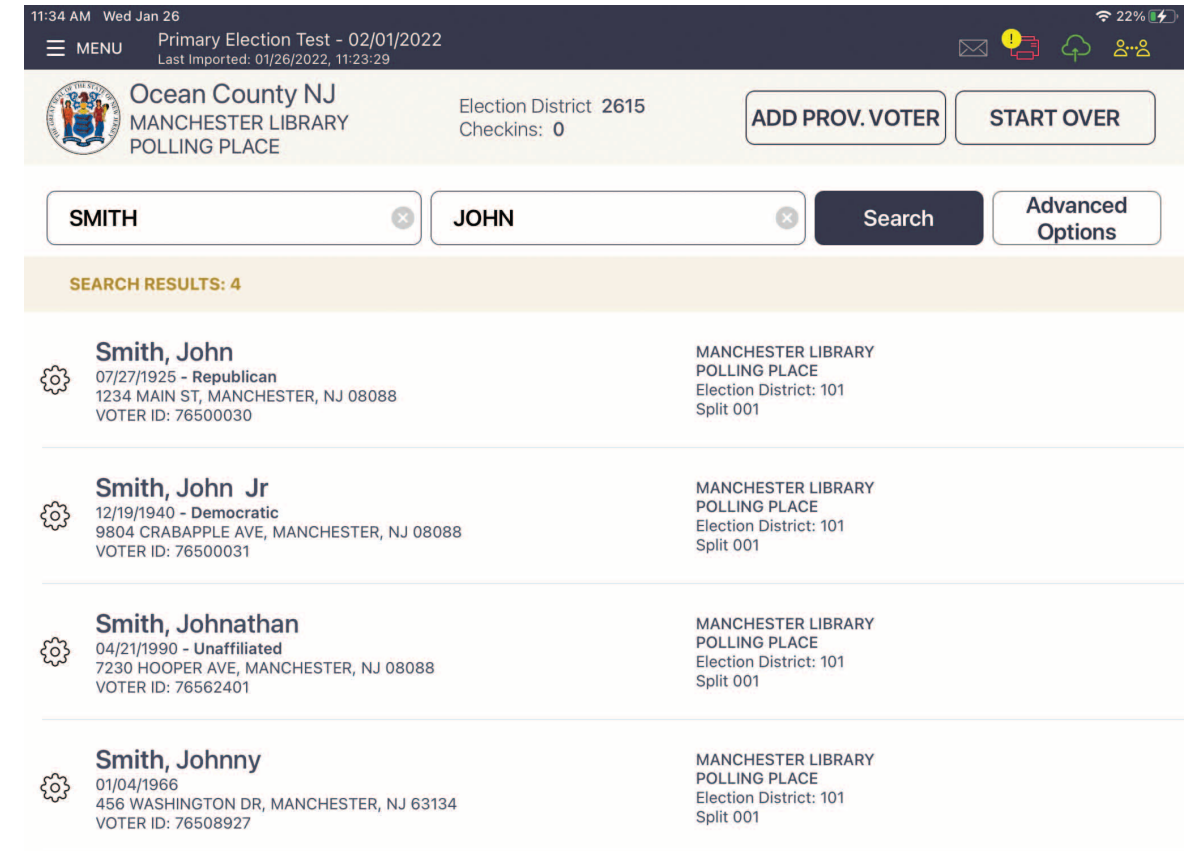 11:34 AM Wed Jan 26
22%
MENU
Primary Election Test - 02/01/2022
Last Imported: 01/26/2022, 11:23:29
Ocean County NJ
MANCHESTER LIBRARY
POLLING PLACE
Election District 2615
Checkins: 0
ADD PROV. VOTER
START OVER
SMITH
JOHN
Search
Advanced
Options
SEARCH RESULTS: 4
Smith, John
07/27/1925 - Republican
1234 MAIN ST, MANCHESTER, NJ 08088
VOTER ID: 76500030
MANCHESTER LIBRARY
POLLING PLACE
Election District: 101
Split 001
Smith, John Jr
12/19/1940 - Democratic
9804 CRABAPPLE AVE, MANCHESTER, NJ 08088
VOTER ID: 76500031
MANCHESTER LIBRARY
POLLING PLACE
Election District: 101
Split 001
Smith, Johnathan
04/21/1990 - Unaffiliated
7230 HOOPER AVE, MANCHESTER, NJ 08088
VOTER ID: 76562401
MANCHESTER LIBRARY
POLLING PLACE
Election District: 101
Split 001
Smith, Johnny
01/04/1966
456 WASHINGTON DR, MANCHESTER, NJ 63134
VOTER ID: 76508927
MANCHESTER LIBRARY
POLLING PLACE
Election District: 101
Split 001